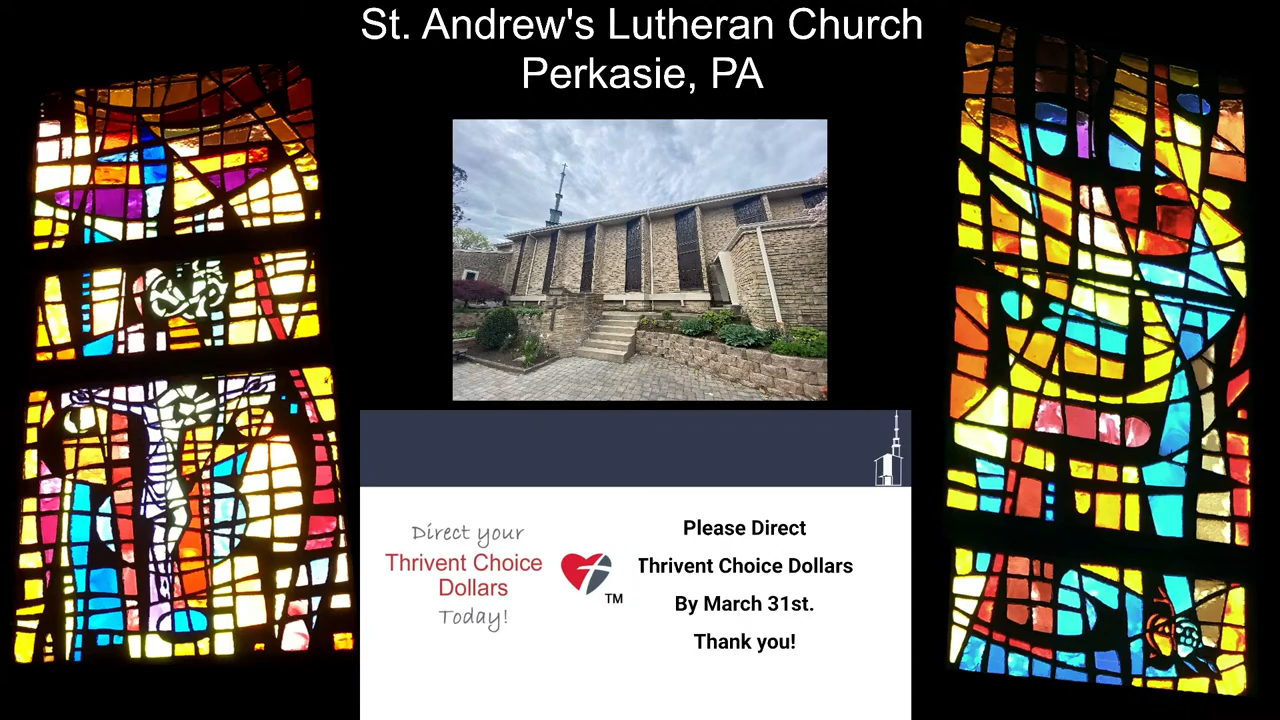 St. Andrew's Lutheran Church
Perkasie, PA
Direct your
Thrivent Choice
Dollars
Today!
TM
Please Direct
Thrivent Choice Dollars
By March 31st.
Thank you!